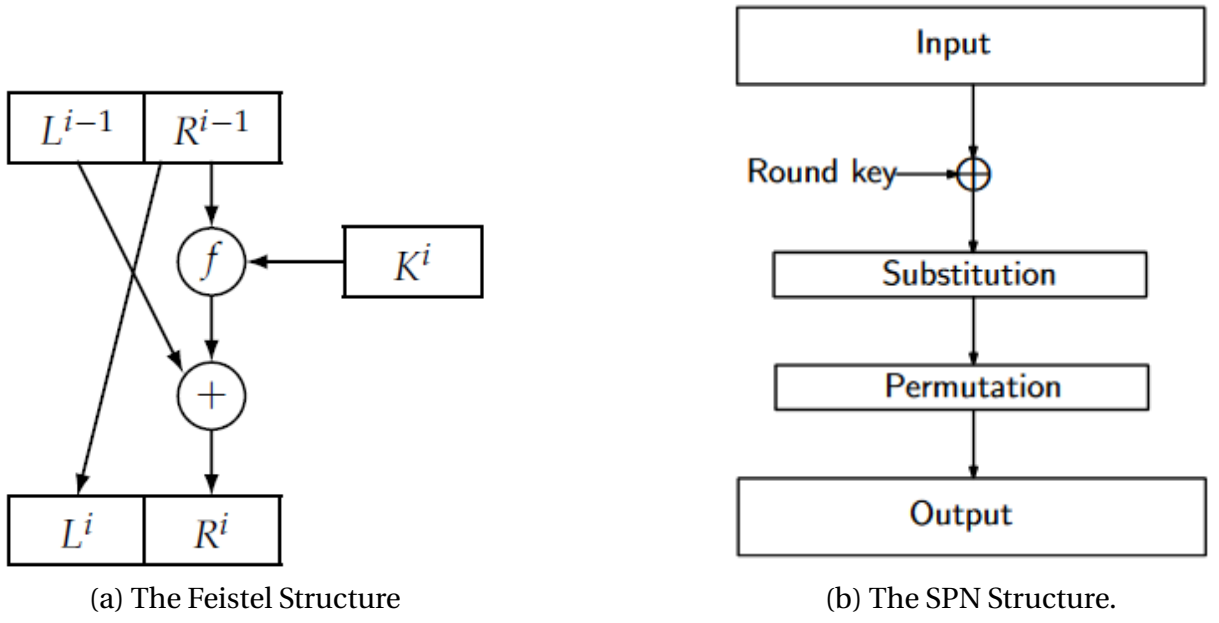 L^{i−1} R^{i−1}
f
K^i
+
L^i R^i
(a) The Feistel Structure
Input
Round key
Substitution
Permutation
Output
(b) The SPN Structure.